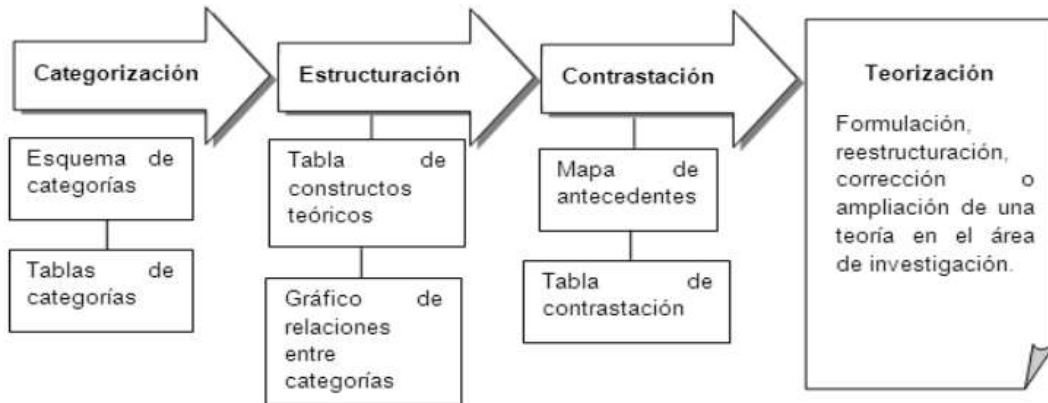 Categorización
Esquema de
categorías
Tablas de
categorías
Estructuración
Tabla de
constructos
teóricos
Gráfico de
relaciones
entre
categorías
Contrastación
Mapa de
antecedentes
Tabla de
contrastación
Teorización
Formulación,
reestructuración,
corrección o
ampliación de una
teoría en el área
de investigación.